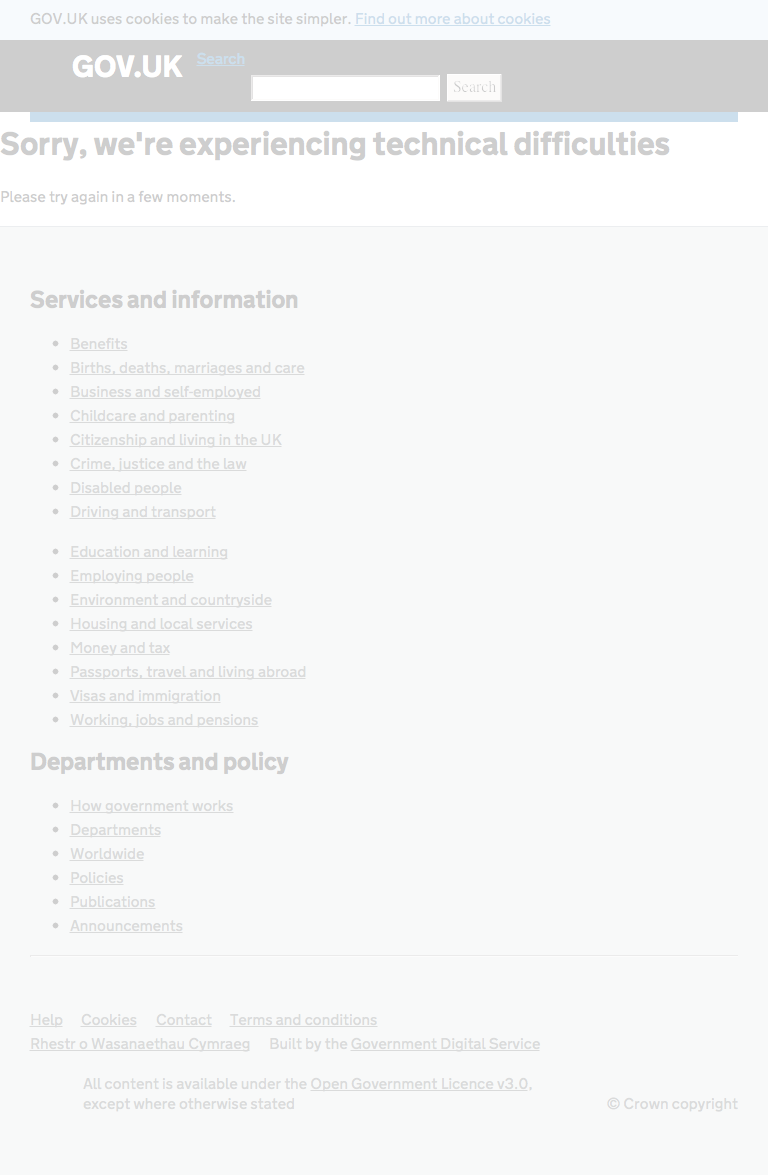 GOV.UK uses cookies to make the site simpler. Find out more about cookies
GOV.UK Search
Search
Sorry, we're experiencing technical difficulties
Please try again in a few moments.
Services and information
Benefits
Births, deaths, marriages and care
Business and self-employed
Childcare and parenting
Citizenship and living in the UK
Crime, justice and the law
Disabled people
Driving and transport
Education and learning
Employing people
Environment and countryside
Housing and local services
Money and tax
Passports, travel and living abroad
Visas and immigration
Working, jobs and pensions
Departments and policy
How government works
Departments
Worldwide
Policies
Publications
Announcements
Help Cookies Contact Terms and conditions
Rhestr o Wasanaethau Cymraeg Built by the Government Digital Service
All content is available under the Open Government Licence v3.0,
except where otherwise stated © Crown copyright